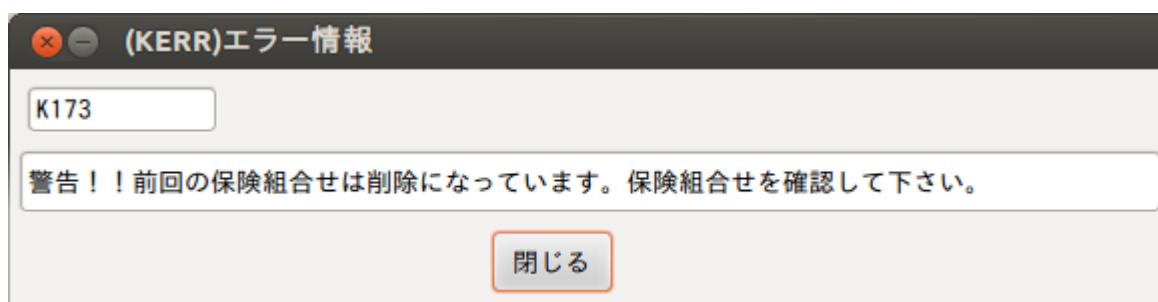 (KERR)エラー情報
K173
警告！！前回の保険組合せは削除になっています。保険組合せを確認して下さい。
閉じる